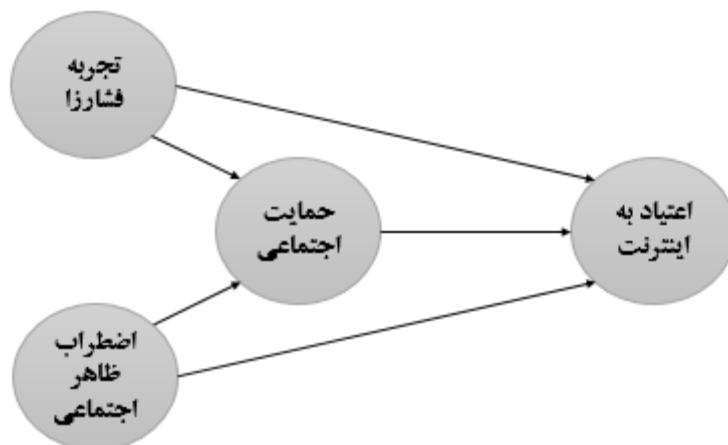 تجربه
فشارزا
حمایت
اجتماعی
اعتیاد به
اینترنت
اضطراب
ظاهر
اجتماعی